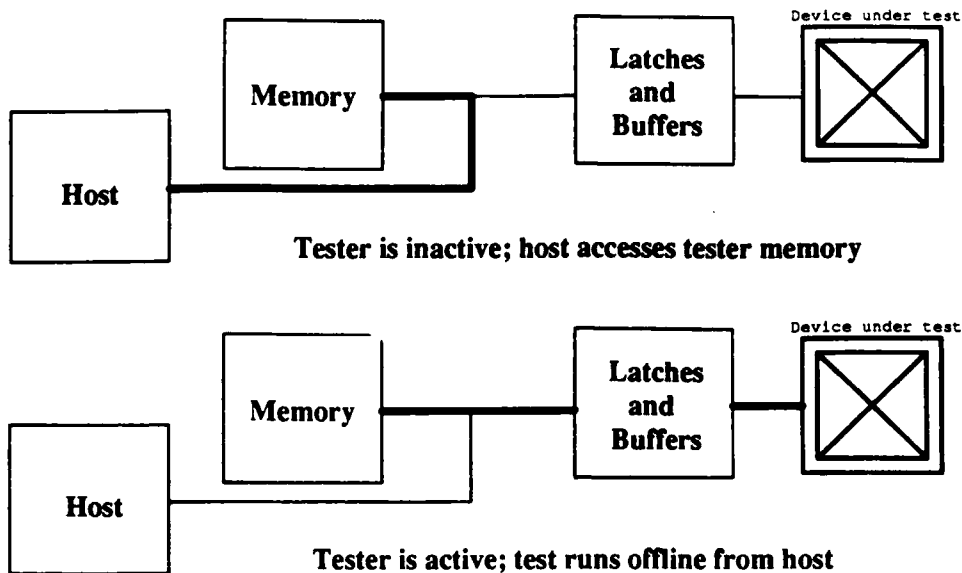 Device under test
Memory
Latches
and
Buffers
Host
Tester is inactive; host accesses tester memory
Device under test
Memory
Latches
and
Buffers
Host
Tester is active; test runs offline from host